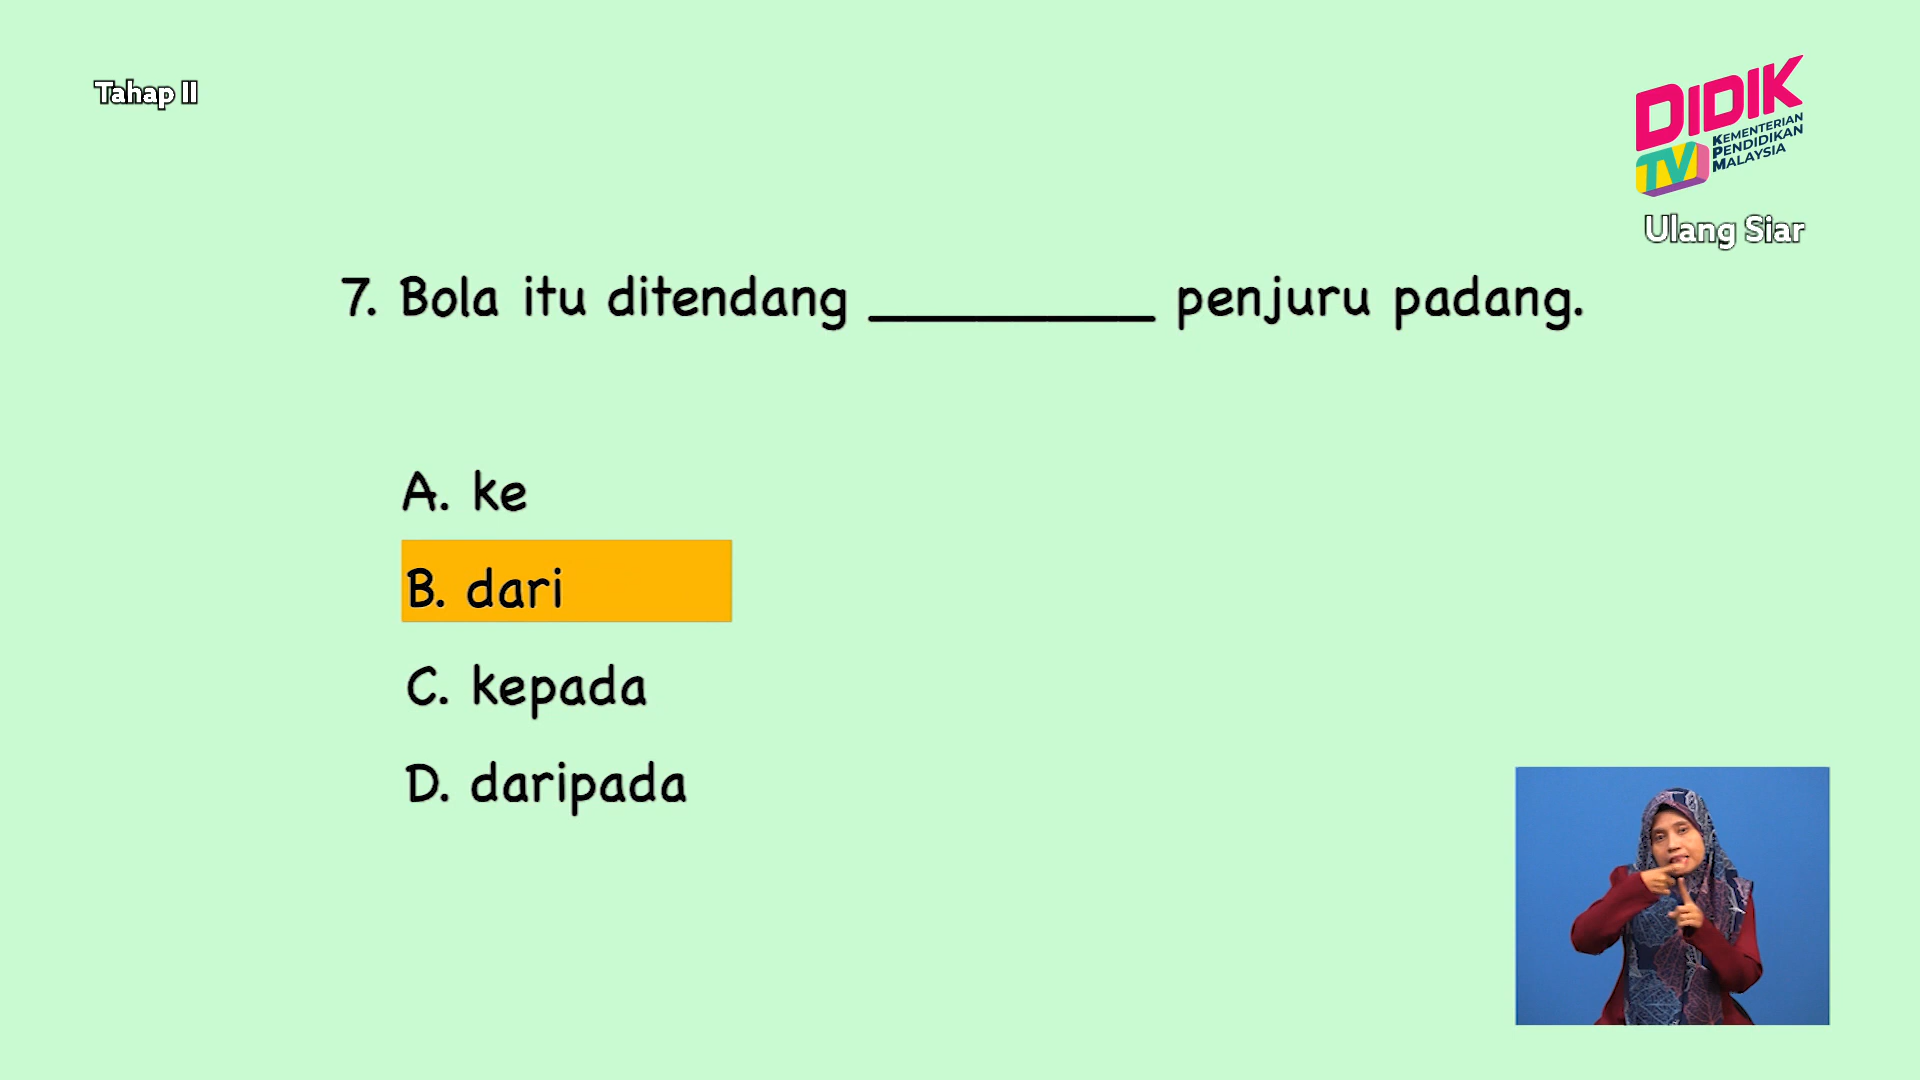 Tahap II
DIDIK
TV
KEMENTERIAN
PENDIDIKAN
MALAYSIA
Ulang Siar
7. Bola itu ditendang __________ penjuru padang.
A. ke
B. dari
C. kepada
D. daripada